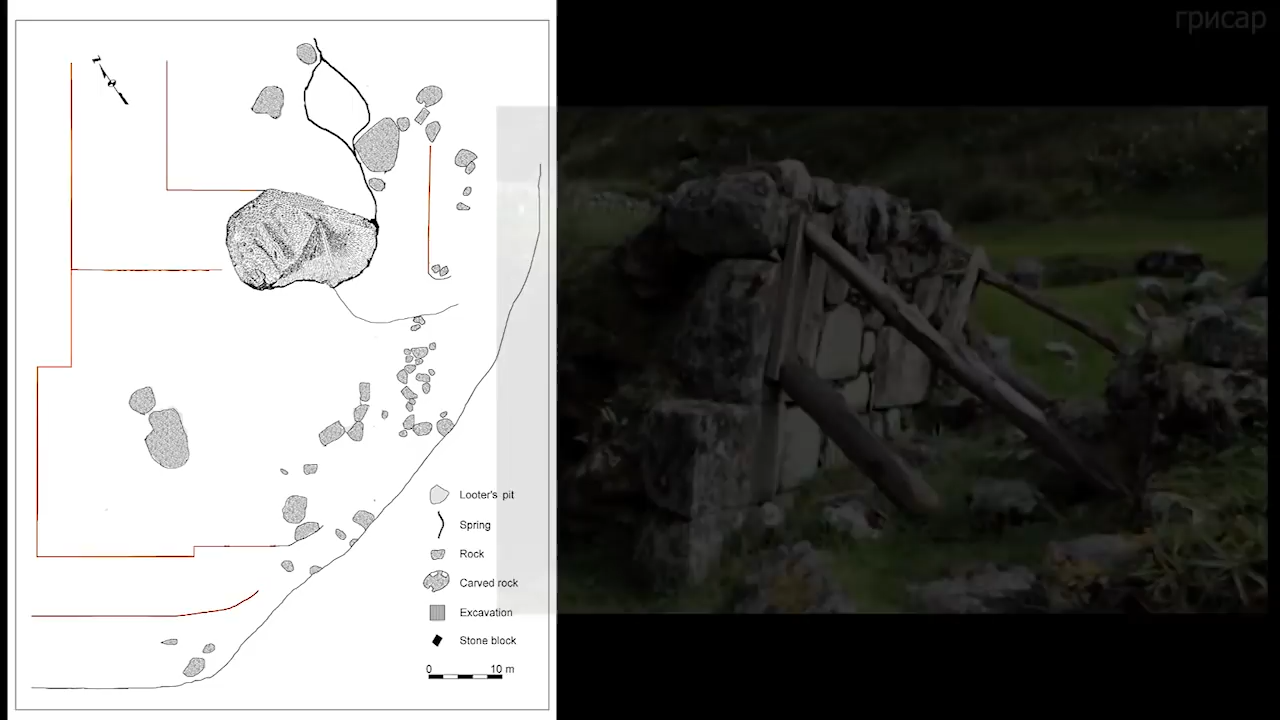 грисар
Looter's pit
Spring
Rock
Carved rock
Excavation
Stone block
0 10 m